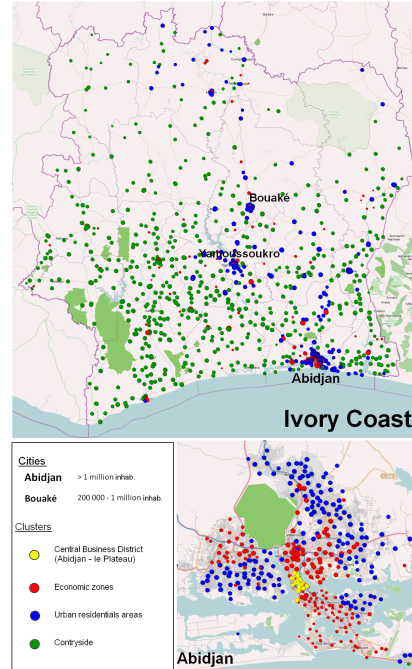 Bouaké
Yamoussoukro
Abidjan
Ivory Coast
Cities
Abidjan > 1 million inhab.
Bouaké 200 000 - 1 million inhab.
Clusters
Central Business District
(Abidjan - le Plateau)
Economic zones
Urban residentials areas
Contryside
Abidjan